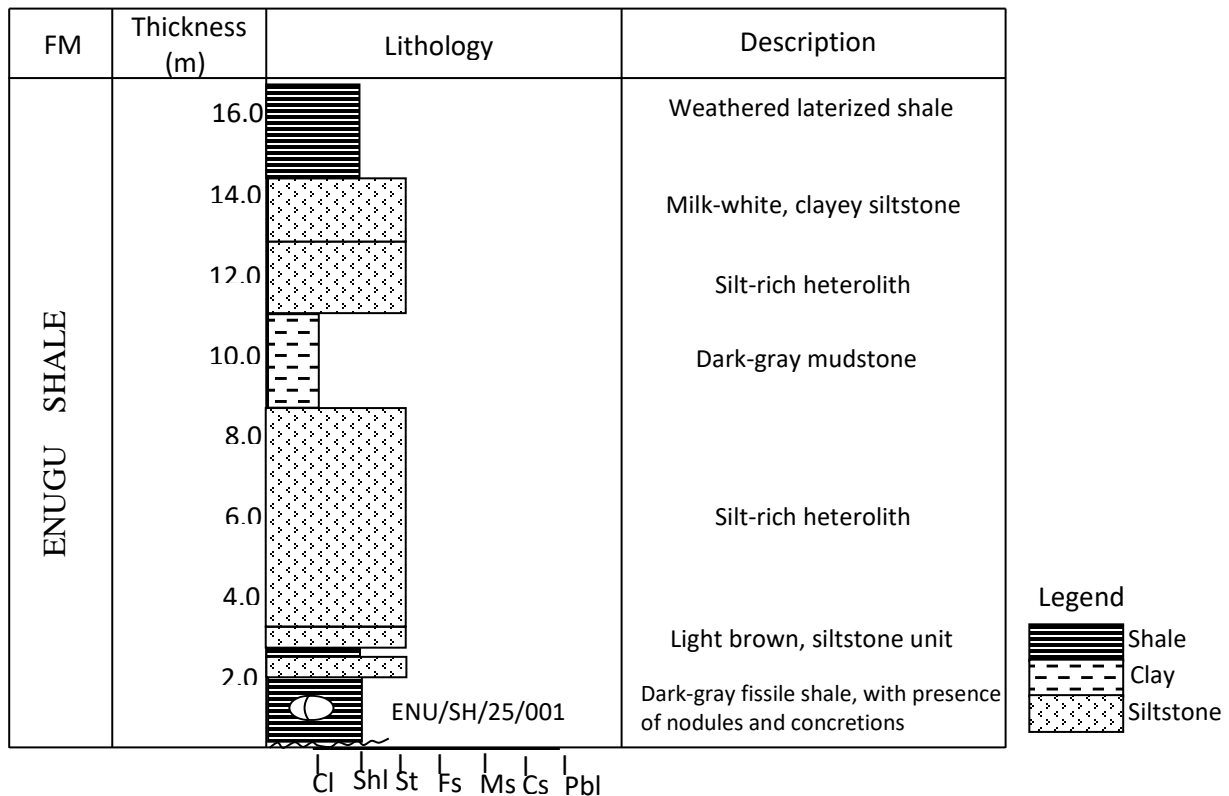 FM
Thickness
(m)
Lithology
Description
ENUGU SHALE
16.0
Weathered laterized shale
14.0
Milk-white, clayey siltstone
12.0
Silt-rich heterolith
10.0
Dark-gray mudstone
8.0
6.0
Silt-rich heterolith
4.0
Light brown, siltstone unit
2.0
Dark-gray fissile shale, with presence
of nodules and concretions
ENU/SH/25/001
Cl Shl St Fs Ms Cs Pbl
Legend
Shale
Clay
Siltstone